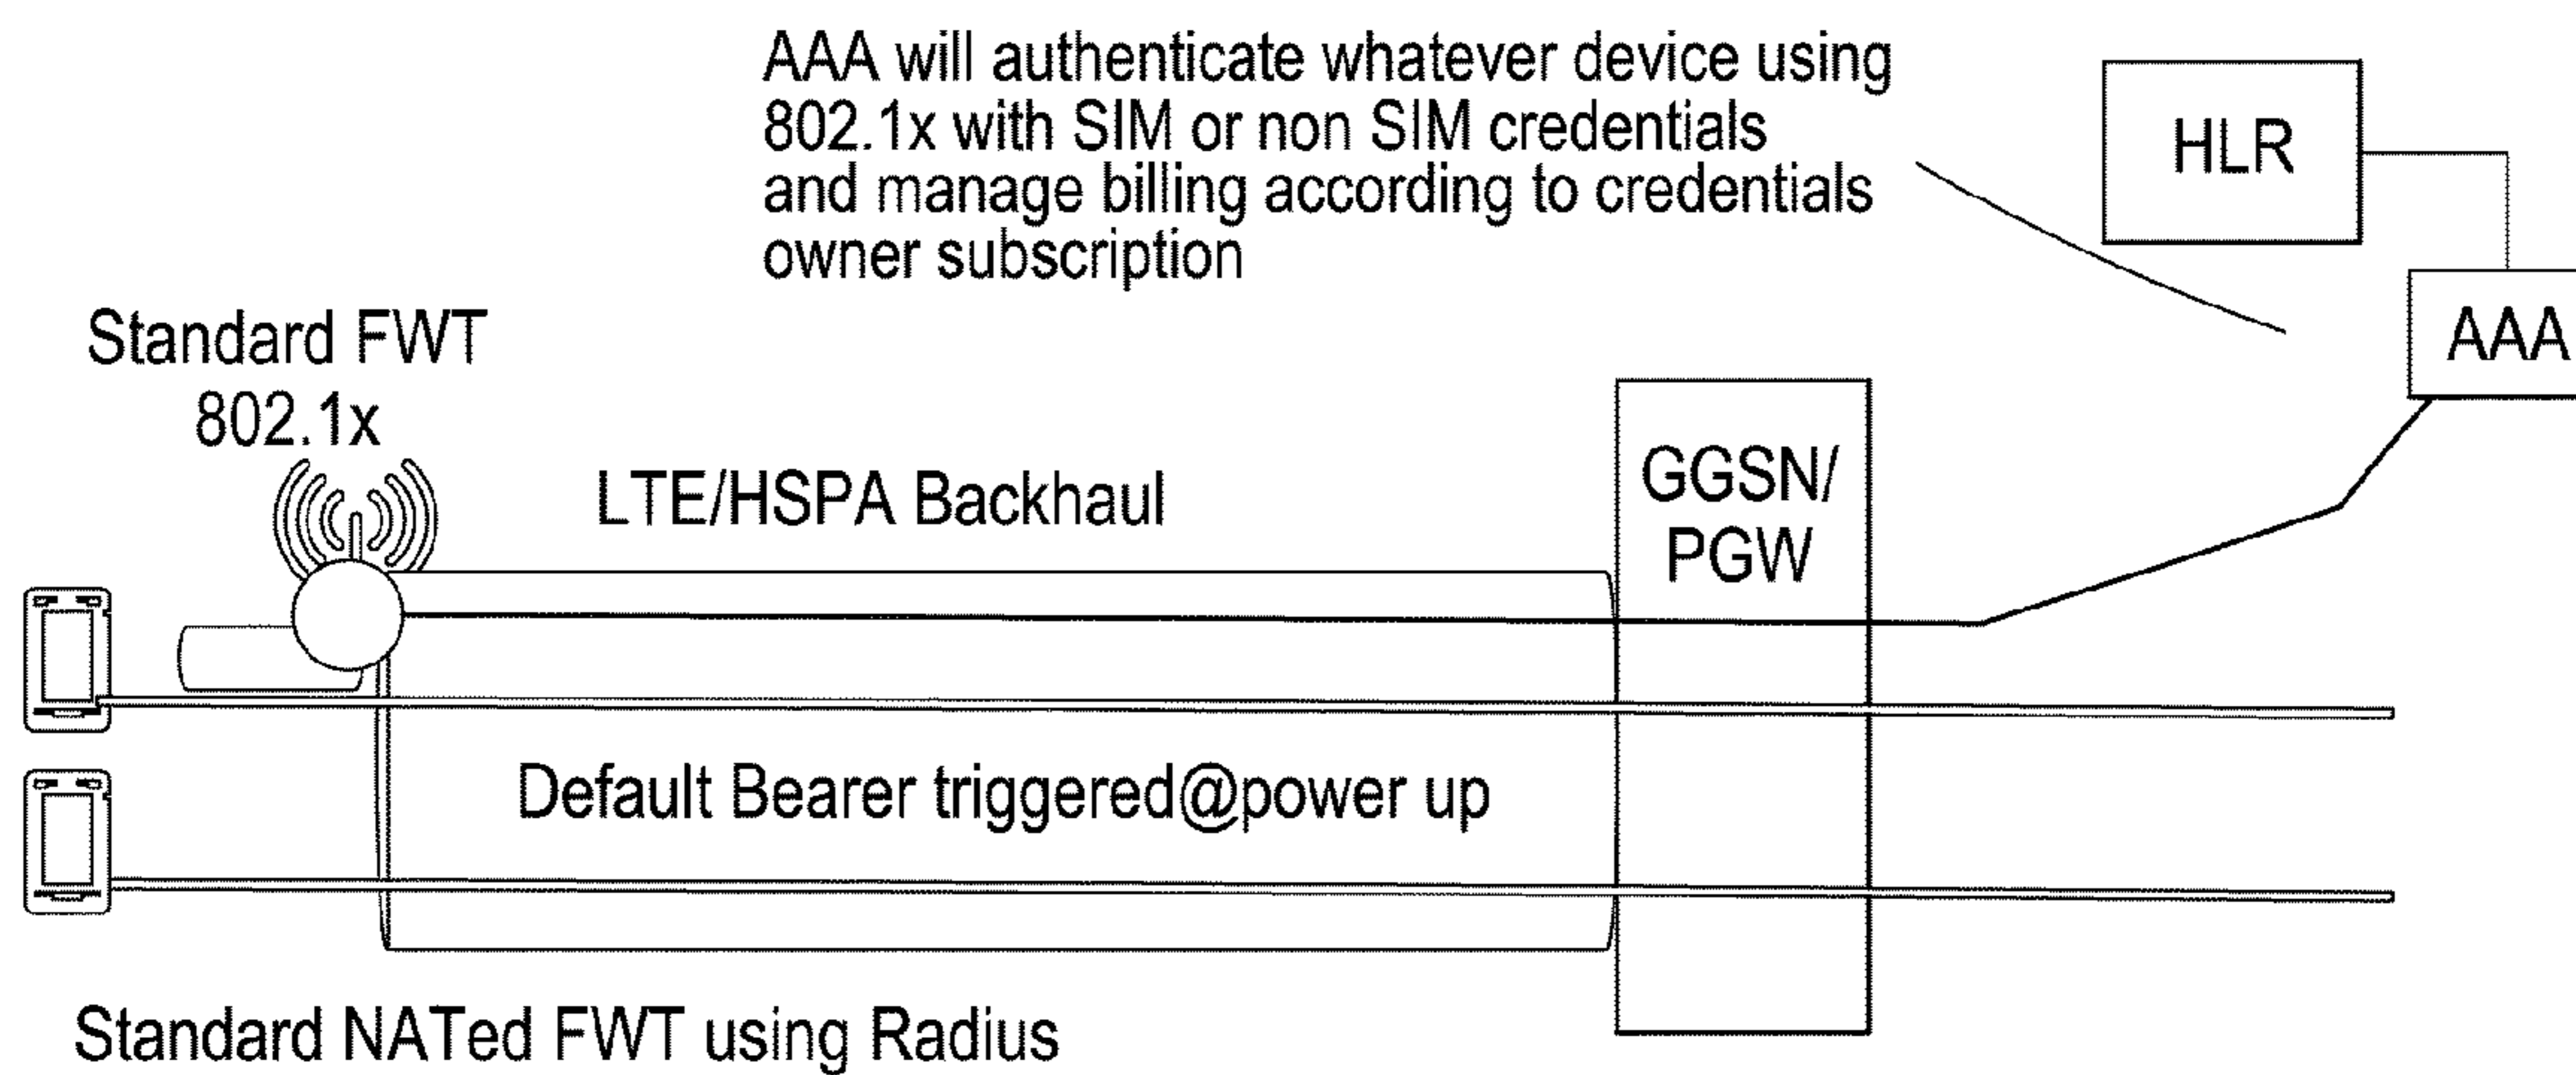 AAA will authenticate whatever device using
802.1x with SIM or non SIM credentials
and manage billing according to credentials
owner subscription
HLR
AAA
Standard FWT
802.1x
LTE/HSPA Backhaul
GGSN/
PGW
Default Bearer triggered@power up
Standard NATed FWT using Radius